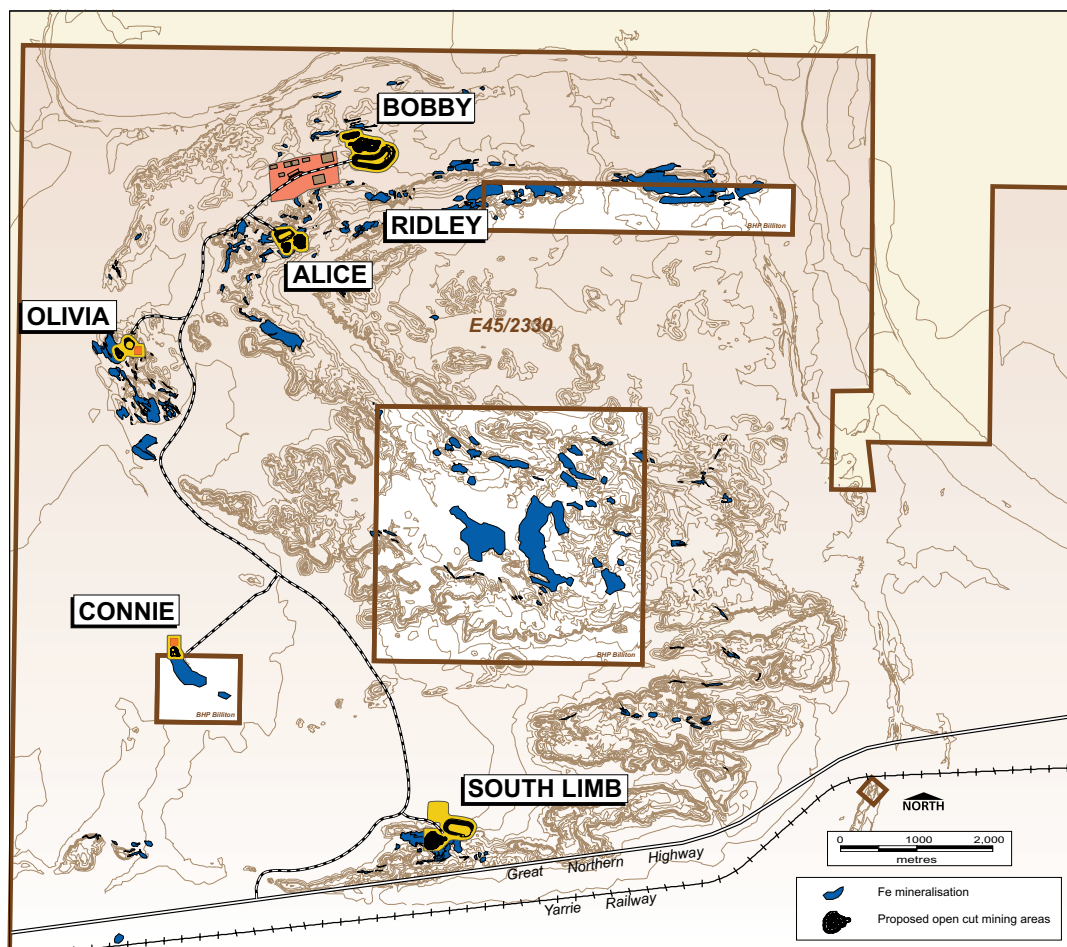 BOBBY
RIDLEY
BHP Billiton
ALICE
OLIVIA
E45/2330
CONNIE
BHP Billiton
BHP Billiton
SOUTH LIMB
NORTH
0 1000 2,000
metres
Great Northern Highway
Yarrie Railway
Fe mineralisation
Proposed open cut mining areas